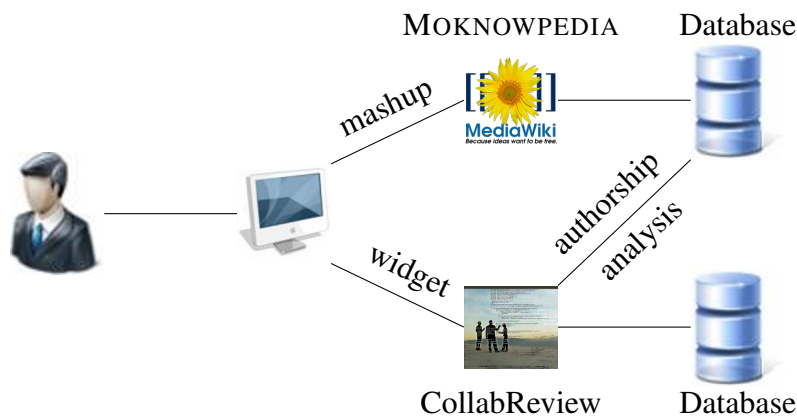 MOKNOWPEDIA
Database
mashup
[[ ]]
MediaWiki
Because ideas want to be free.
authorship
analysis
widget
CollabReview
Database